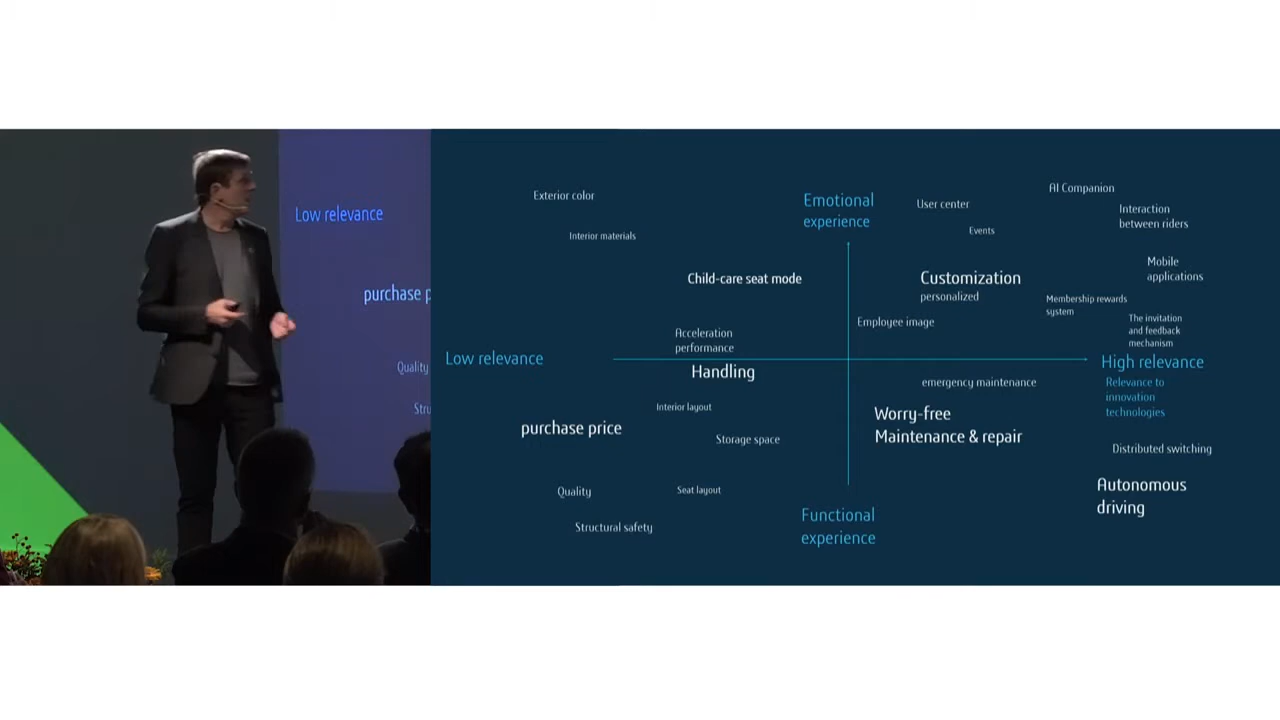 Low relevance
purchase p
Quality
Stru
Exterior color
Interior materials
Child-care seat mode
Acceleration
performance
Low relevance
Handling
Interior layout
purchase price
Storage space
Quality
Seat layout
Structural safety
Emotional
experience
Functional
experience
User center
Events
Customization
personalized
Employee image
AI Companion
Interaction
between riders
Mobile
applications
Membership rewards
system
The invitation
and feedback
mechanism
High relevance
Relevance to
innovation
technologies
emergency maintenance
Worry-free
Maintenance & repair
Distributed switching
Autonomous
driving